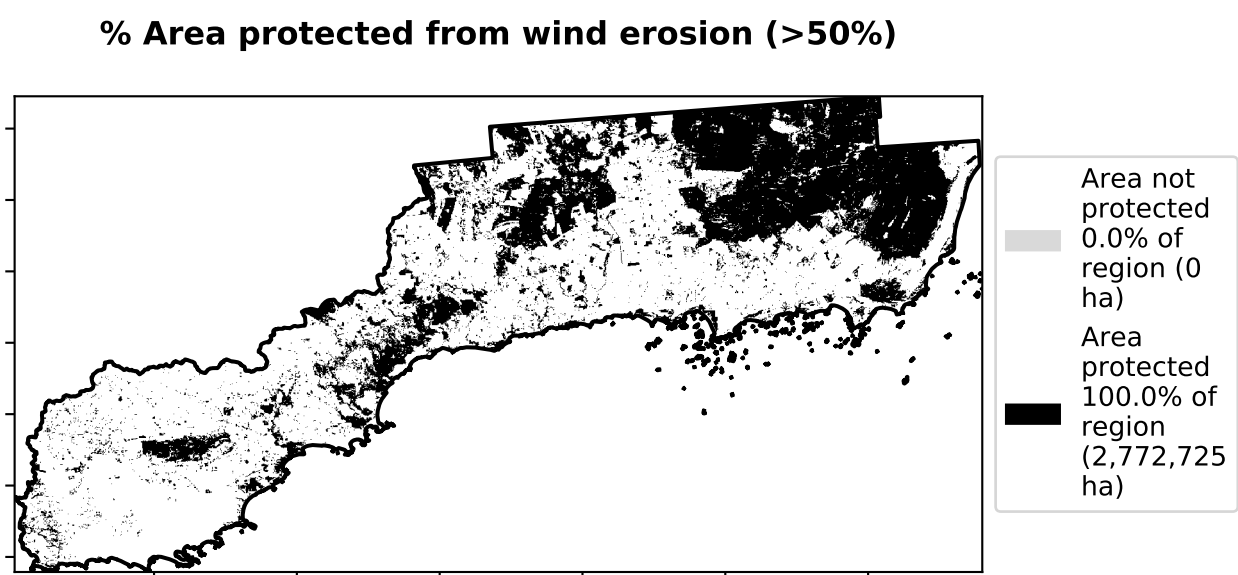 % Area protected from wind erosion (>50%)
Area not
protected
0.0% of
region (0
ha)
Area
protected
100.0% of
region
(2,772,725
ha)